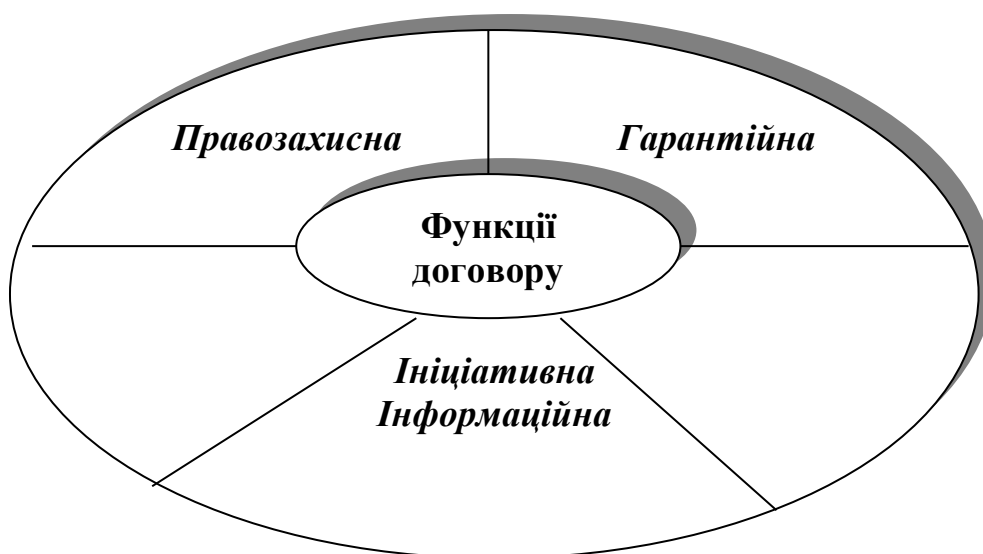 Правозахисна
Гарантійна
Функції
договору
Ініціативна
Інформаційна